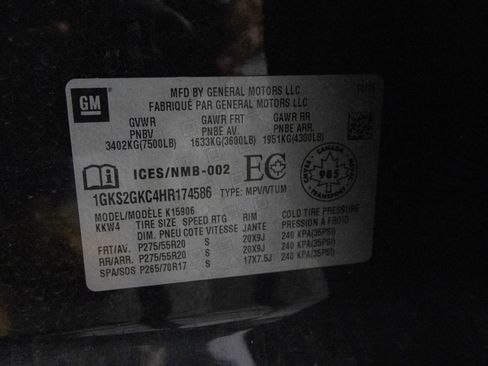 GM
MFD BY GENERAL MOTORS LLC
FABRIQUÉ PAR GENERAL MOTORS LLC
GVWR GAWR FRT GAWR RR
PNBV PNBE AV. PNBE ARR.
3402KG(7500LB) 1633KG(3600LB) 1951KG(4300LB)
ICES/NMB-002 EC CANADA 985
1GKS2GKC4HR174586 TYPE: MPV/VTUM
MODEL/MODÈLE K15906
KKW4 TIRE SIZE SPEED RTG RIM COLD TIRE PRESSURE
DIM. PNEU COTE VITESSE JANTE PRESSION A FROID
FRT/AV. P275/55R20 S 20X9J 240 KPA(35PSI)
RR/ARR. P275/55R20 S 20X9J 240 KPA(35PSI)
SPA/SOS P265/70R17 S 17X7.5J 240 KPA(35PSI)